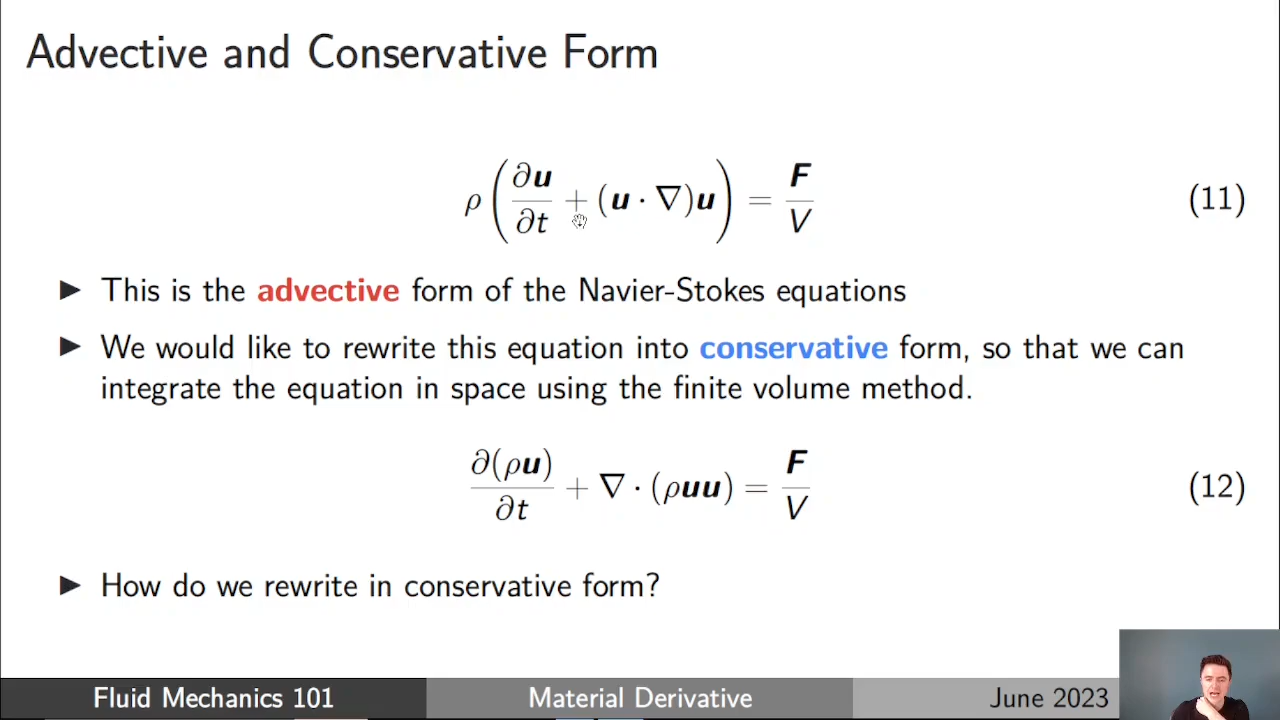 Advective and Conservative Form
ρ(∂u/∂t + (u · ∇)u) = F/V (11)
▶ This is the advective form of the Navier-Stokes equations
▶ We would like to rewrite this equation into conservative form, so that we can
integrate the equation in space using the finite volume method.
∂(ρu)/∂t + ∇ · (ρuu) = F/V (12)
▶ How do we rewrite in conservative form?
Fluid Mechanics 101 Material Derivative June 2023